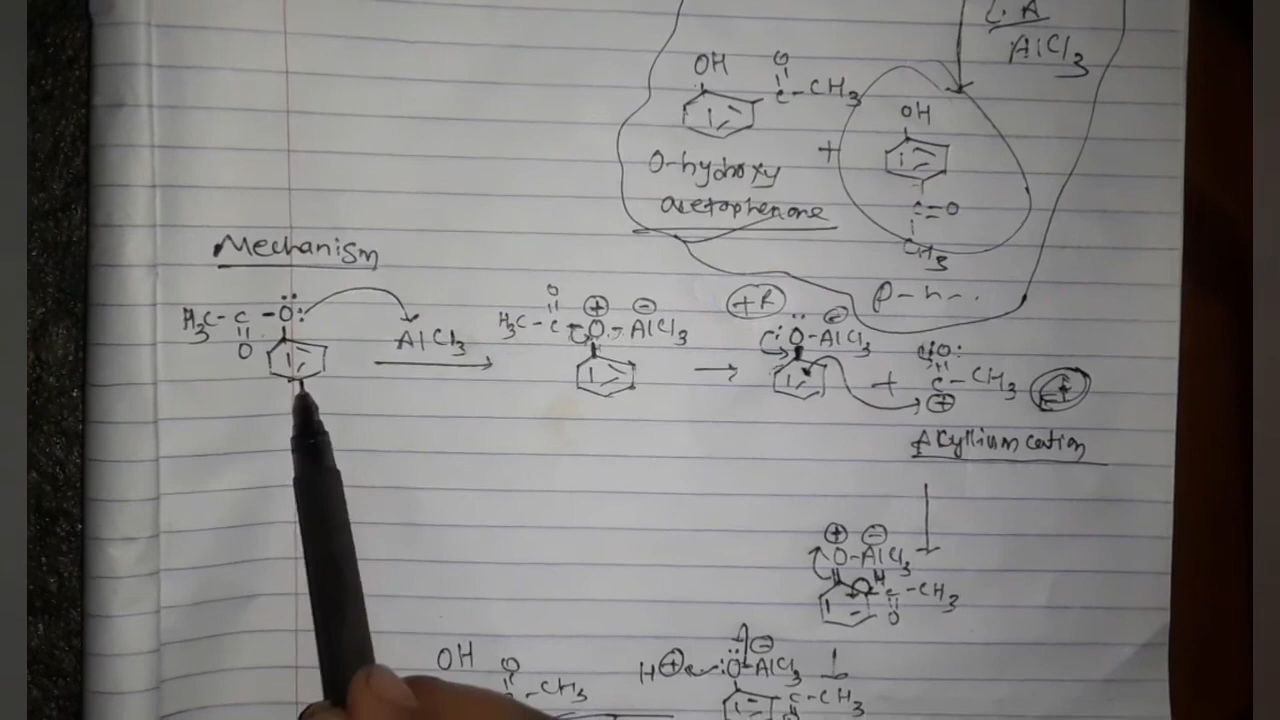 L.A
AlCl3
OH O
C-CH3
OH
+
O-hydroxy
acetophenone
C=O
CH3
P-h-..
Mechanism
H3C-C-O:
O
AlCl3
O ⊕ ⊖
H3C-C-O-AlCl3
+R
⊖
:O-AlCl3
+
O:
C-CH3
⊕
E+
Acyllium cation
⊕ ⊖
O-AlCl3
H
C-CH3
O
OH O
C-CH3
⊖
H⊕ :O-AlCl3
C-CH3
O